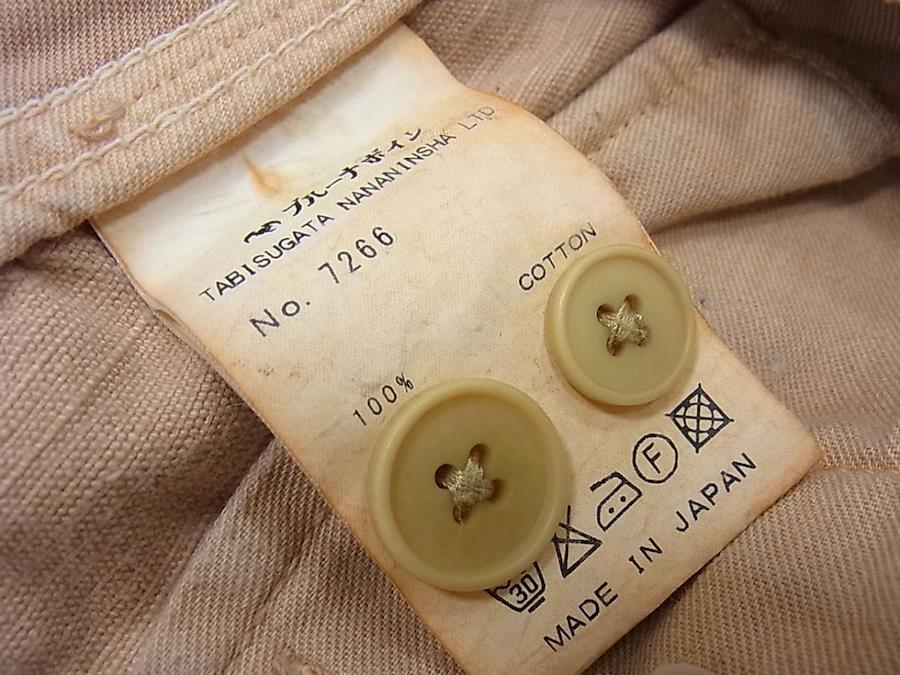 ブルーナボイン
TABISUGATA NANANINSHA LTD
No. 7266
COTTON
100%
30
F
MADE IN JAPAN